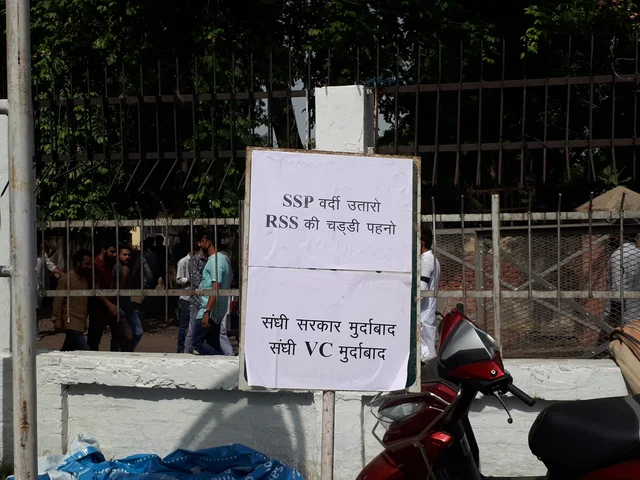 SSP वर्दी उतारो
RSS की चड्डी पहनो
संघी सरकार मुर्दाबाद
संघी VC मुर्दाबाद